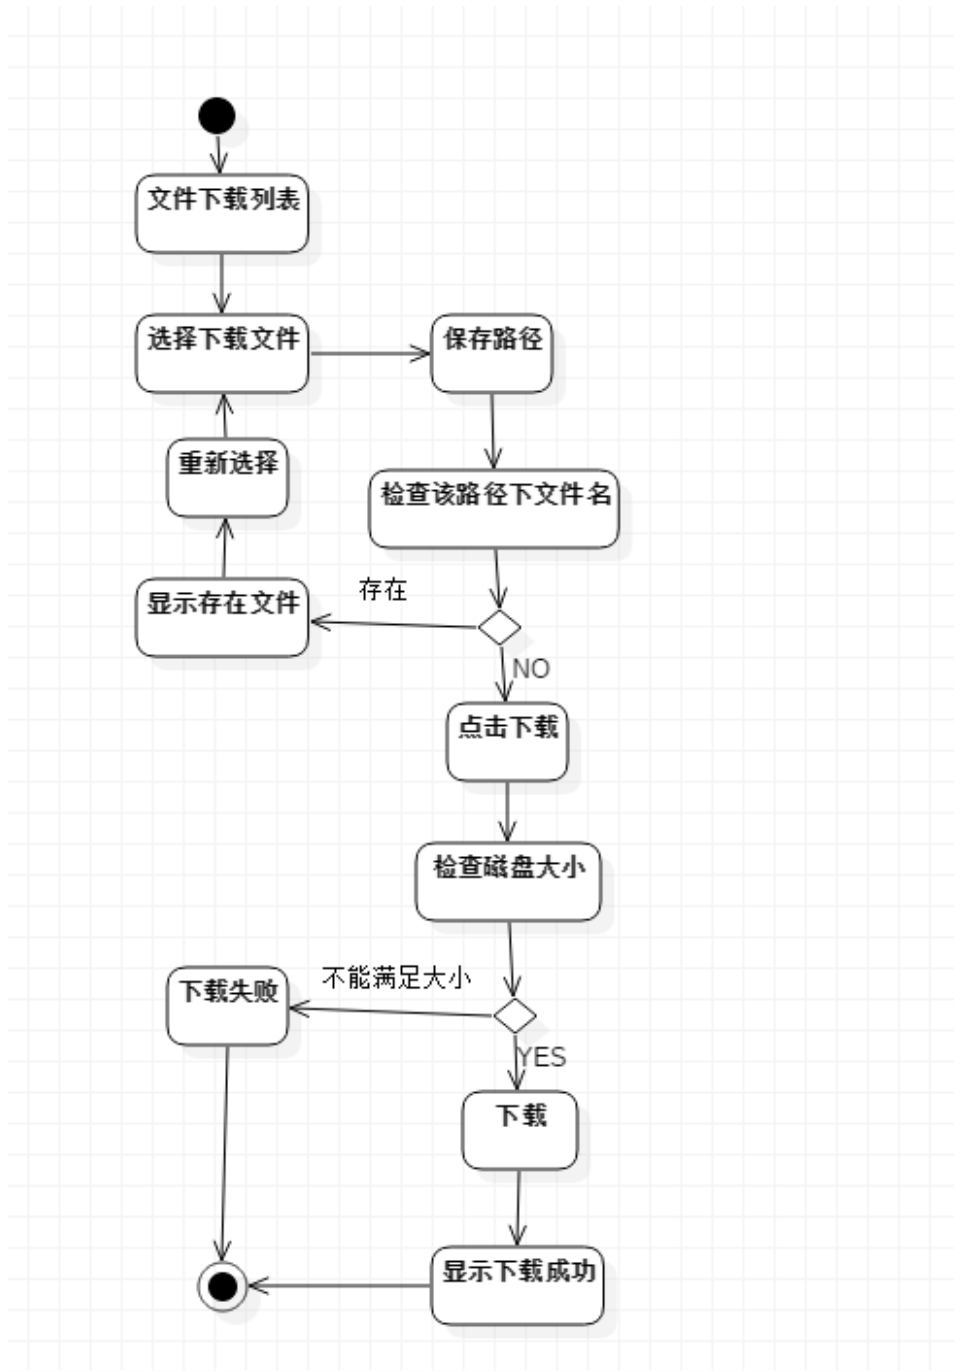 文件下载列表
选择下载文件
保存路径
重新选择
检查该路径下文件名
存在
显示存在文件
NO
点击下载
检查磁盘大小
不能满足大小
下载失败
YES
下载
显示下载成功